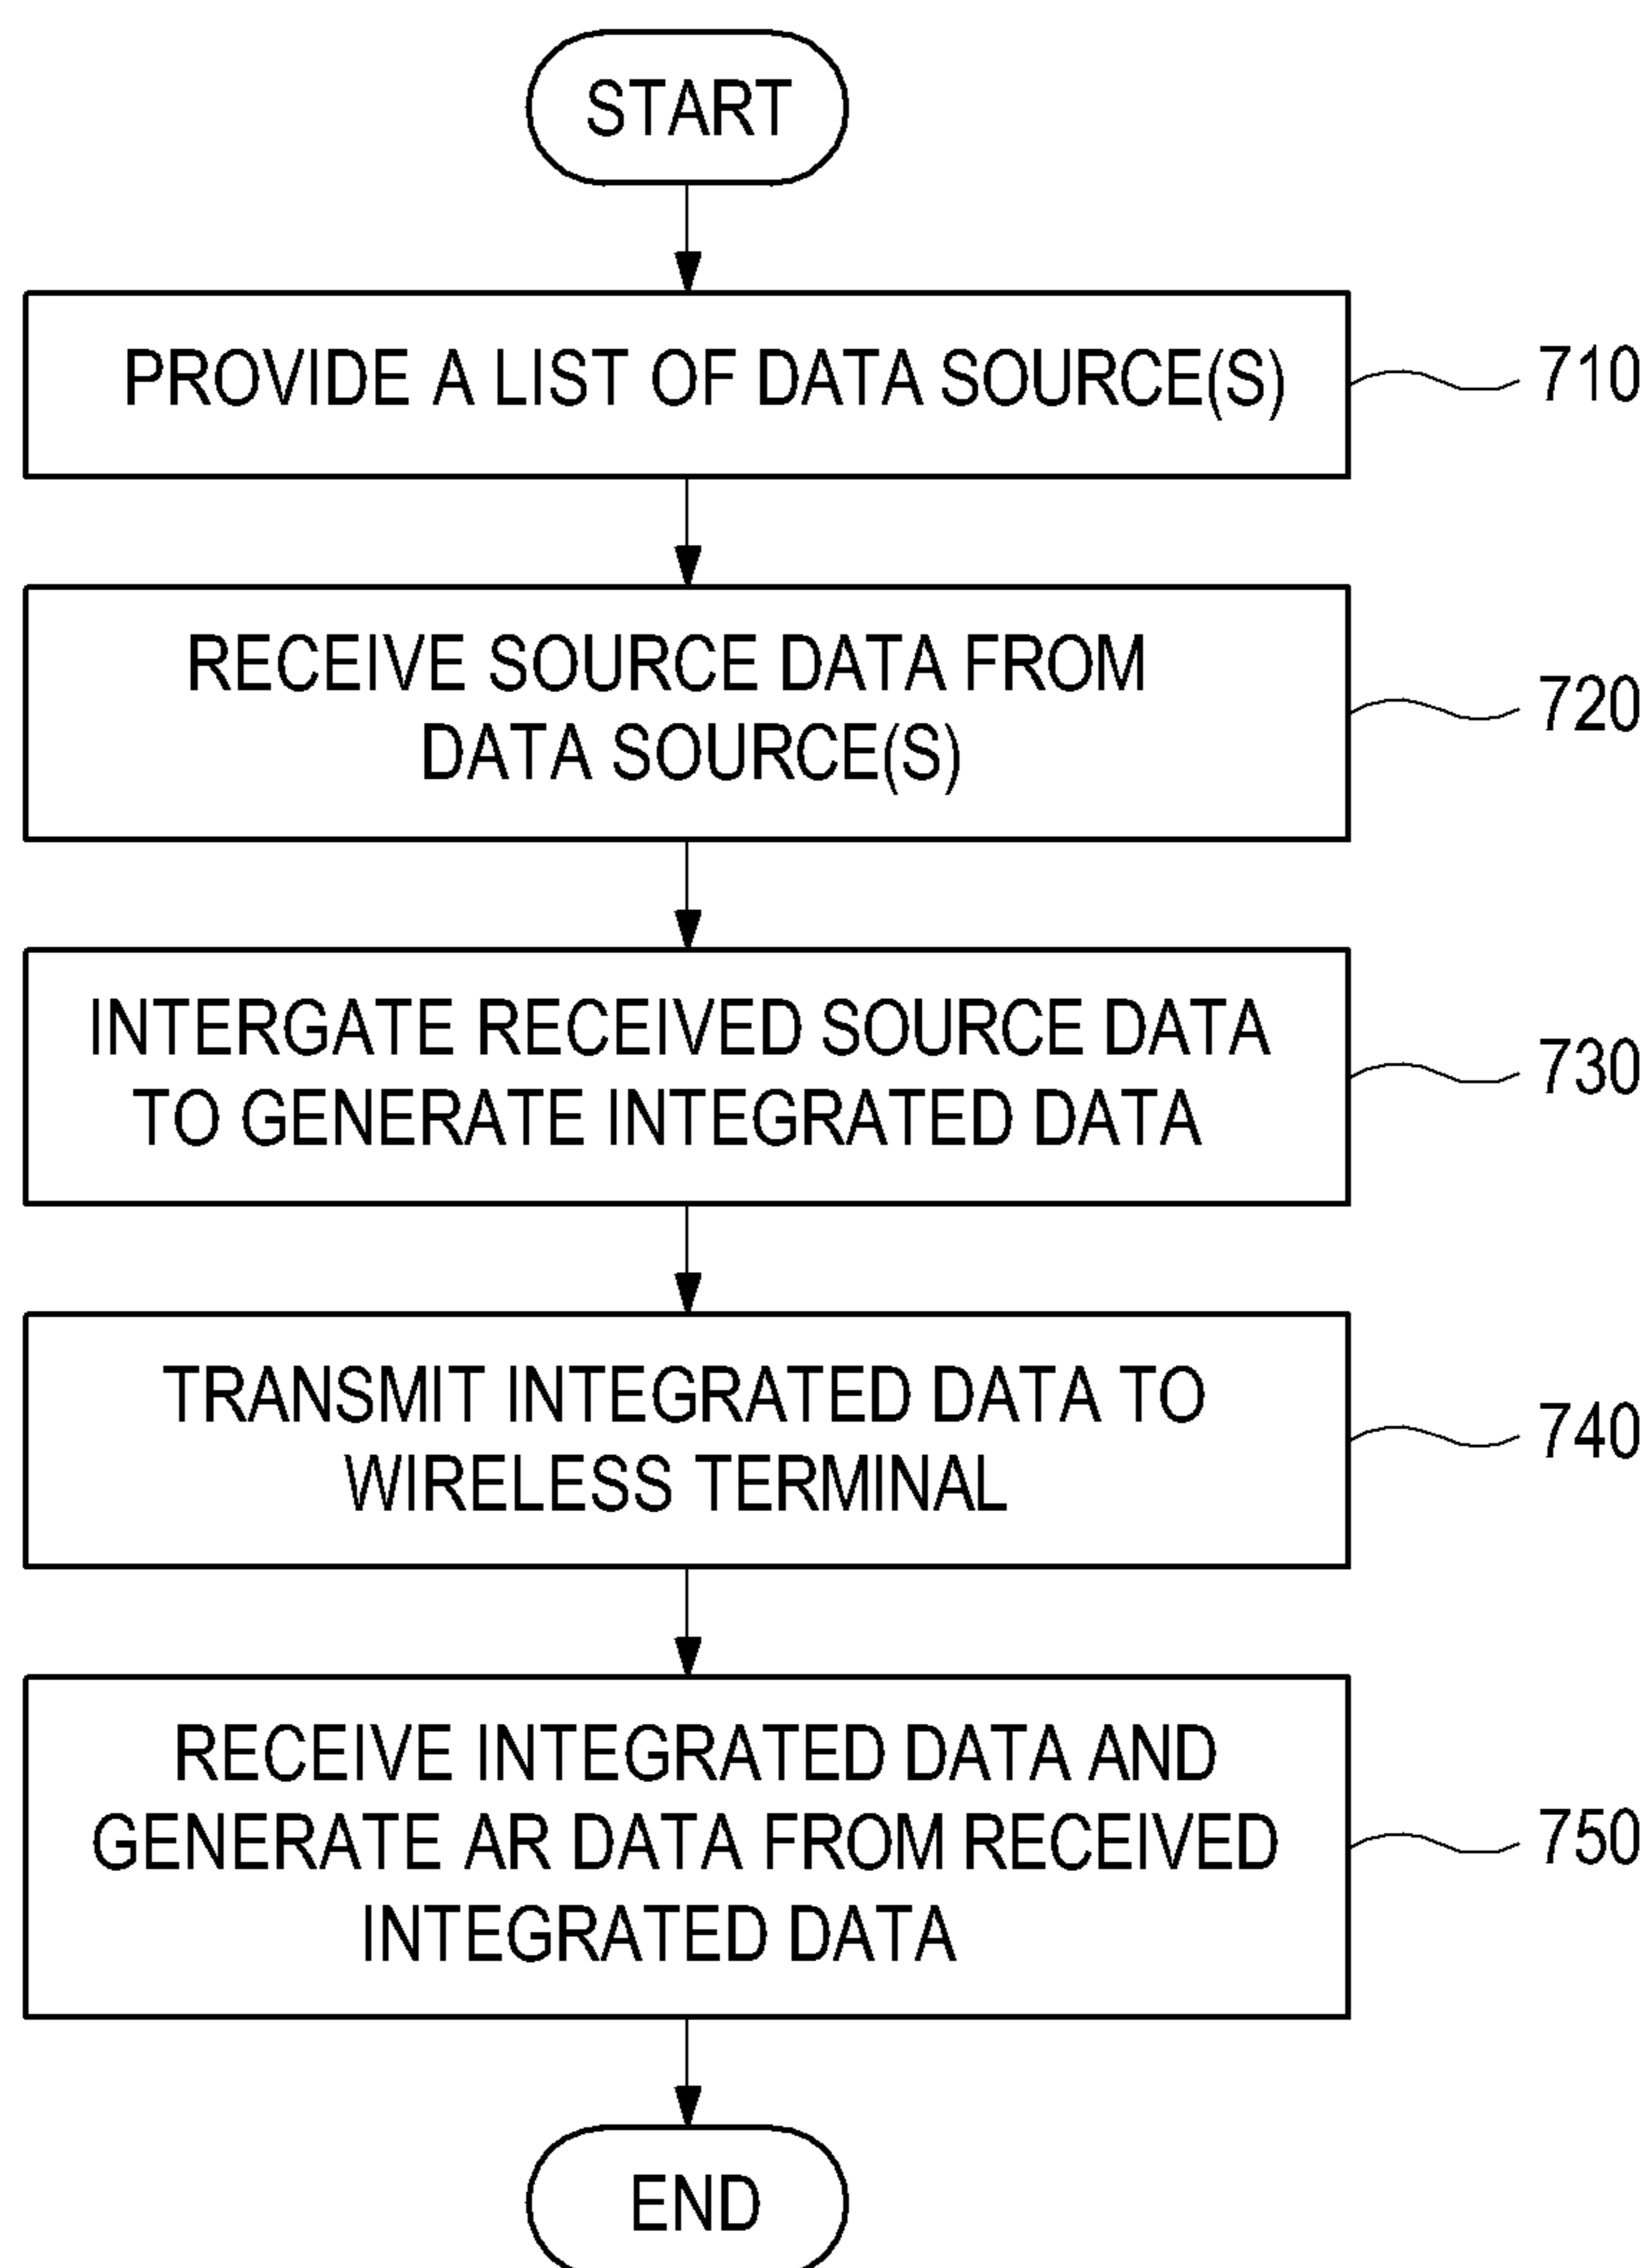 START
PROVIDE A LIST OF DATA SOURCE(S)
710
RECEIVE SOURCE DATA FROM
DATA SOURCE(S)
720
INTERGATE RECEIVED SOURCE DATA
TO GENERATE INTEGRATED DATA
730
TRANSMIT INTEGRATED DATA TO
WIRELESS TERMINAL
740
RECEIVE INTEGRATED DATA AND
GENERATE AR DATA FROM RECEIVED
INTEGRATED DATA
750
END